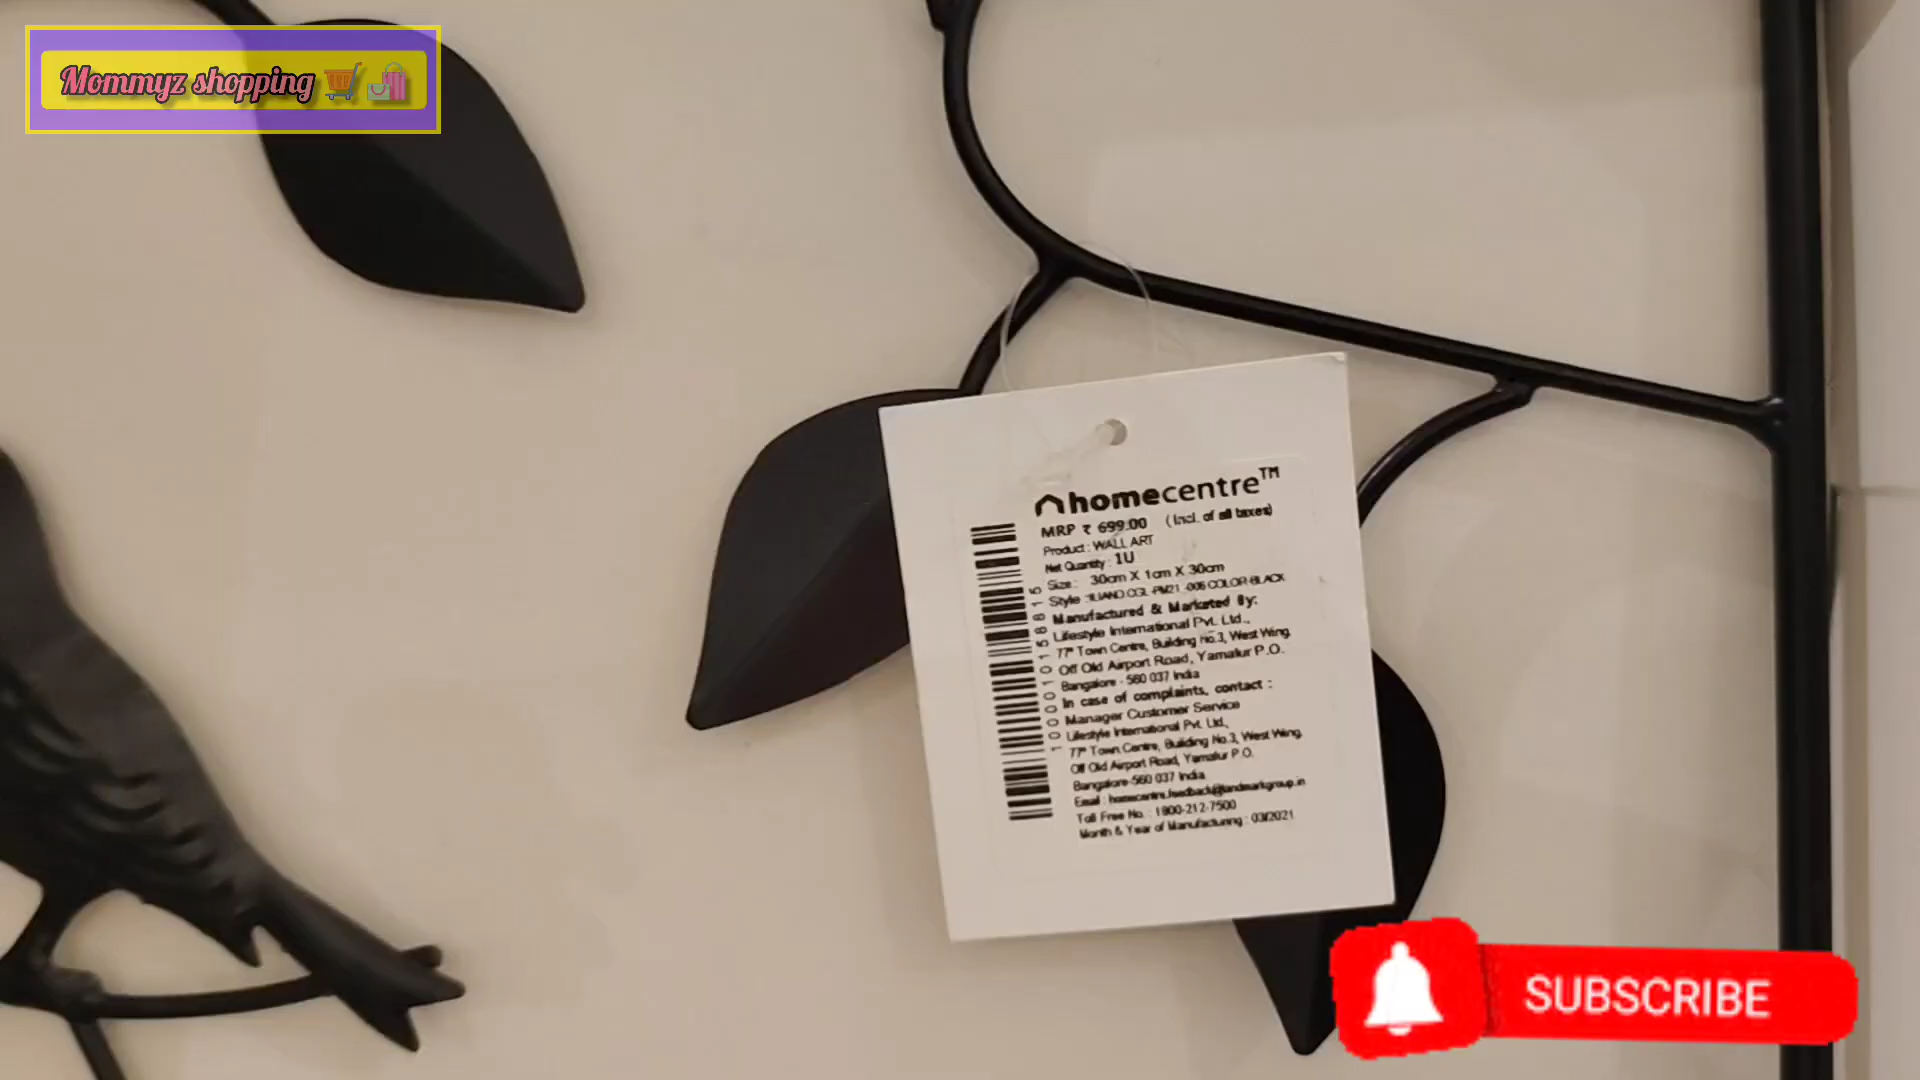 Mommyz shopping
homecentre™
MRP ₹ 699.00 (Incl. of all taxes)
Product : WALL ART
Net Quantity : 1U
Size : 30cm X 1cm X 30cm
Style : COLOR-BLACK
Manufactured & Marketed By:
Lifestyle International Pvt. Ltd.,
77° Town Centre, Building No.3, West Wing,
Off Old Airport Road, Yamalur P.O.
Bangalore - 560 037 India
In case of complaints, contact :
Manager Customer Service
Lifestyle International Pvt. Ltd.,
77° Town Centre, Building No.3, West Wing,
Off Old Airport Road, Yamalur P.O.
Bangalore-560 037 India
Email : homecentre.feedback@landmarkgroup.in
Toll Free No. : 1800-212-7500
Month & Year of Manufacturing : 03/2021
SUBSCRIBE